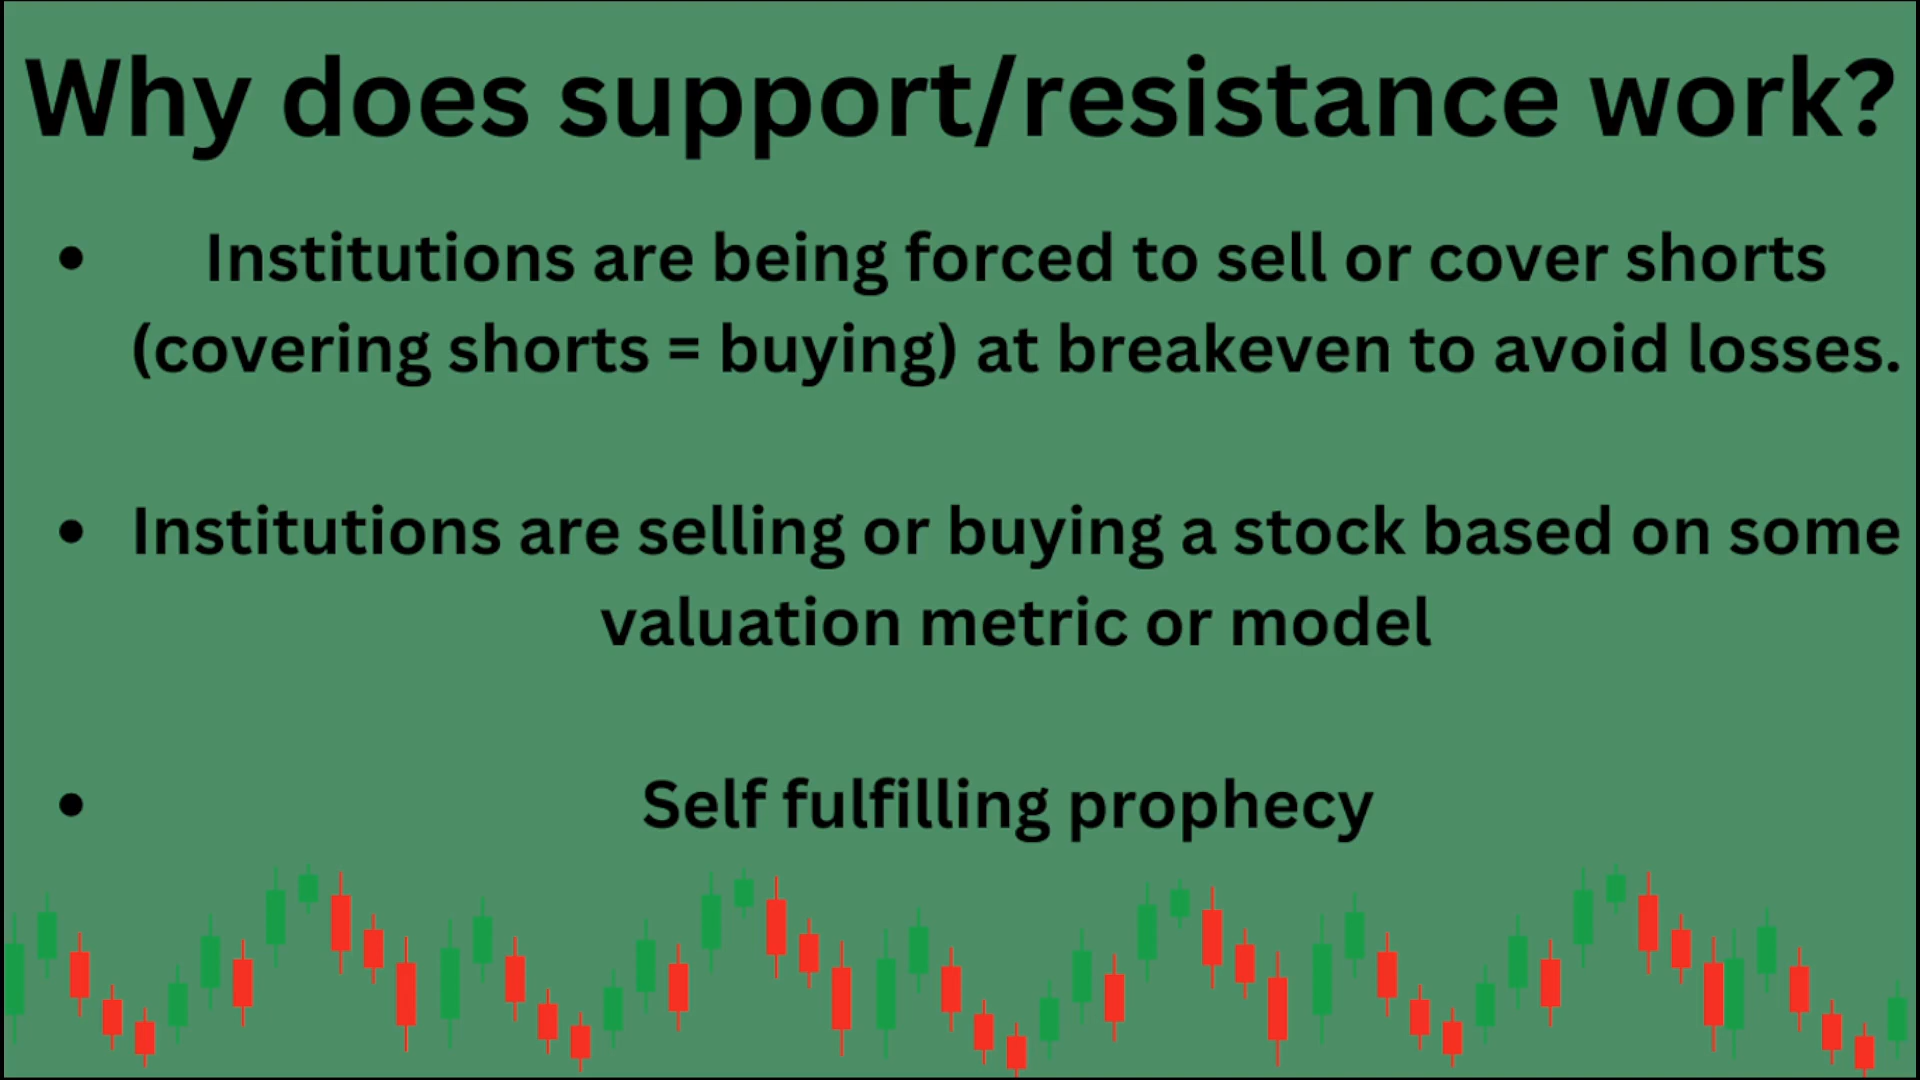 Why does support/resistance work?
• Institutions are being forced to sell or cover shorts
(covering shorts = buying) at breakeven to avoid losses.
• Institutions are selling or buying a stock based on some
valuation metric or model
• Self fulfilling prophecy